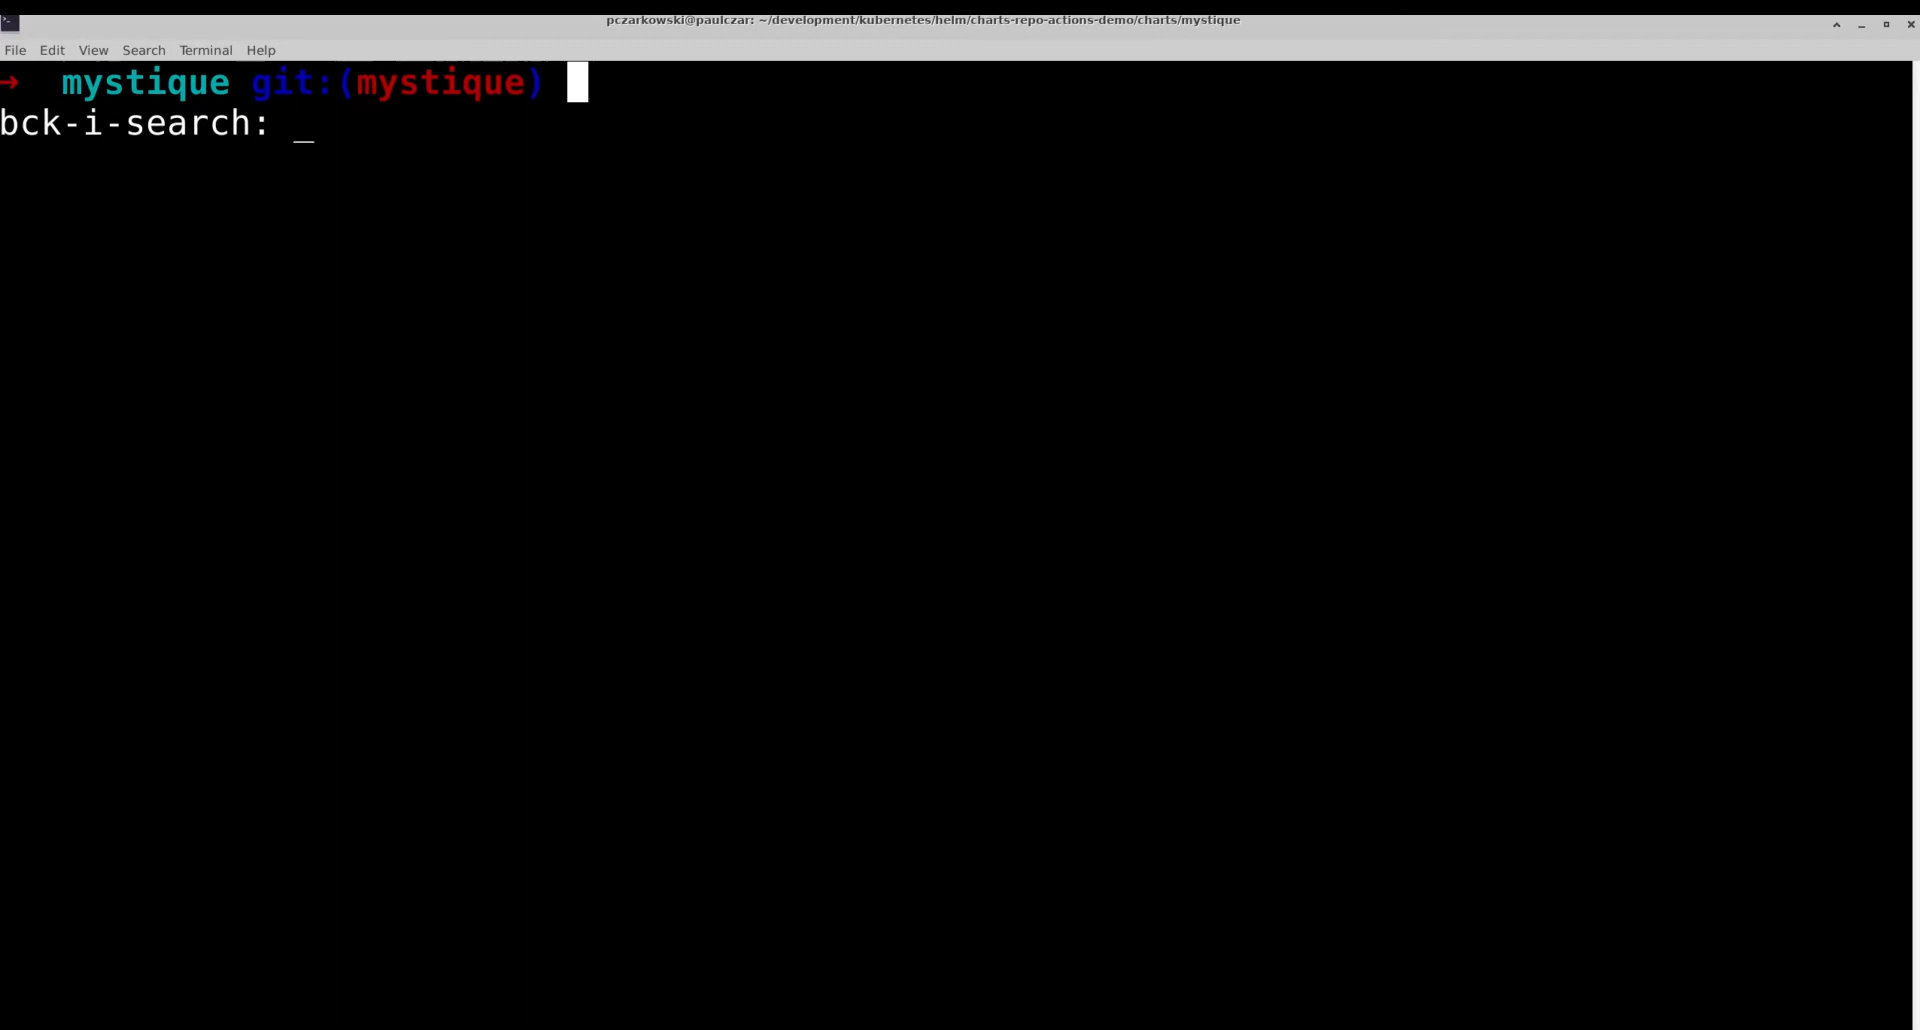 pczarkowski@paulczar: ~/development/kubernetes/helm/charts-repo-actions-demo/charts/mystique
File Edit View Search Terminal Help
→ mystique git:(mystique)
bck-i-search: _